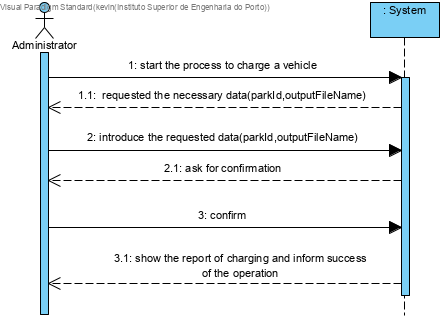 Visual Paradigm Standard(kevin(Instituto Superior de Engenharia do Porto))
: System
Administrator
1: start the process to charge a vehicle
1.1: requested the necessary data(parkId,outputFileName)
2: introduce the requested data(parkId,outputFileName)
2.1: ask for confirmation
3: confirm
3.1: show the report of charging and inform success
of the operation